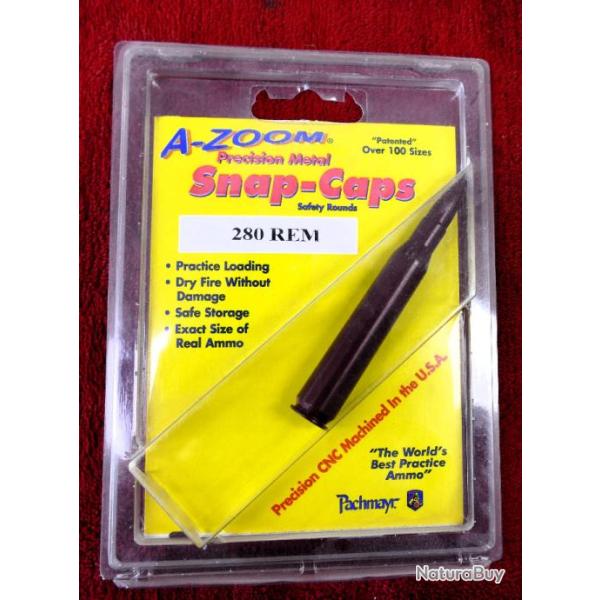 A-ZOOM®
Precision Metal
Snap-Caps
Safety Rounds
"Patented"
Over 100 Sizes
280 REM
• Practice Loading
• Dry Fire Without
Damage
• Safe Storage
• Exact Size of
Real Ammo
Precision CNC Machined In the U.S.A.
"The World's
Best Practice
Ammo"
Pachmayr
NaturaBuy